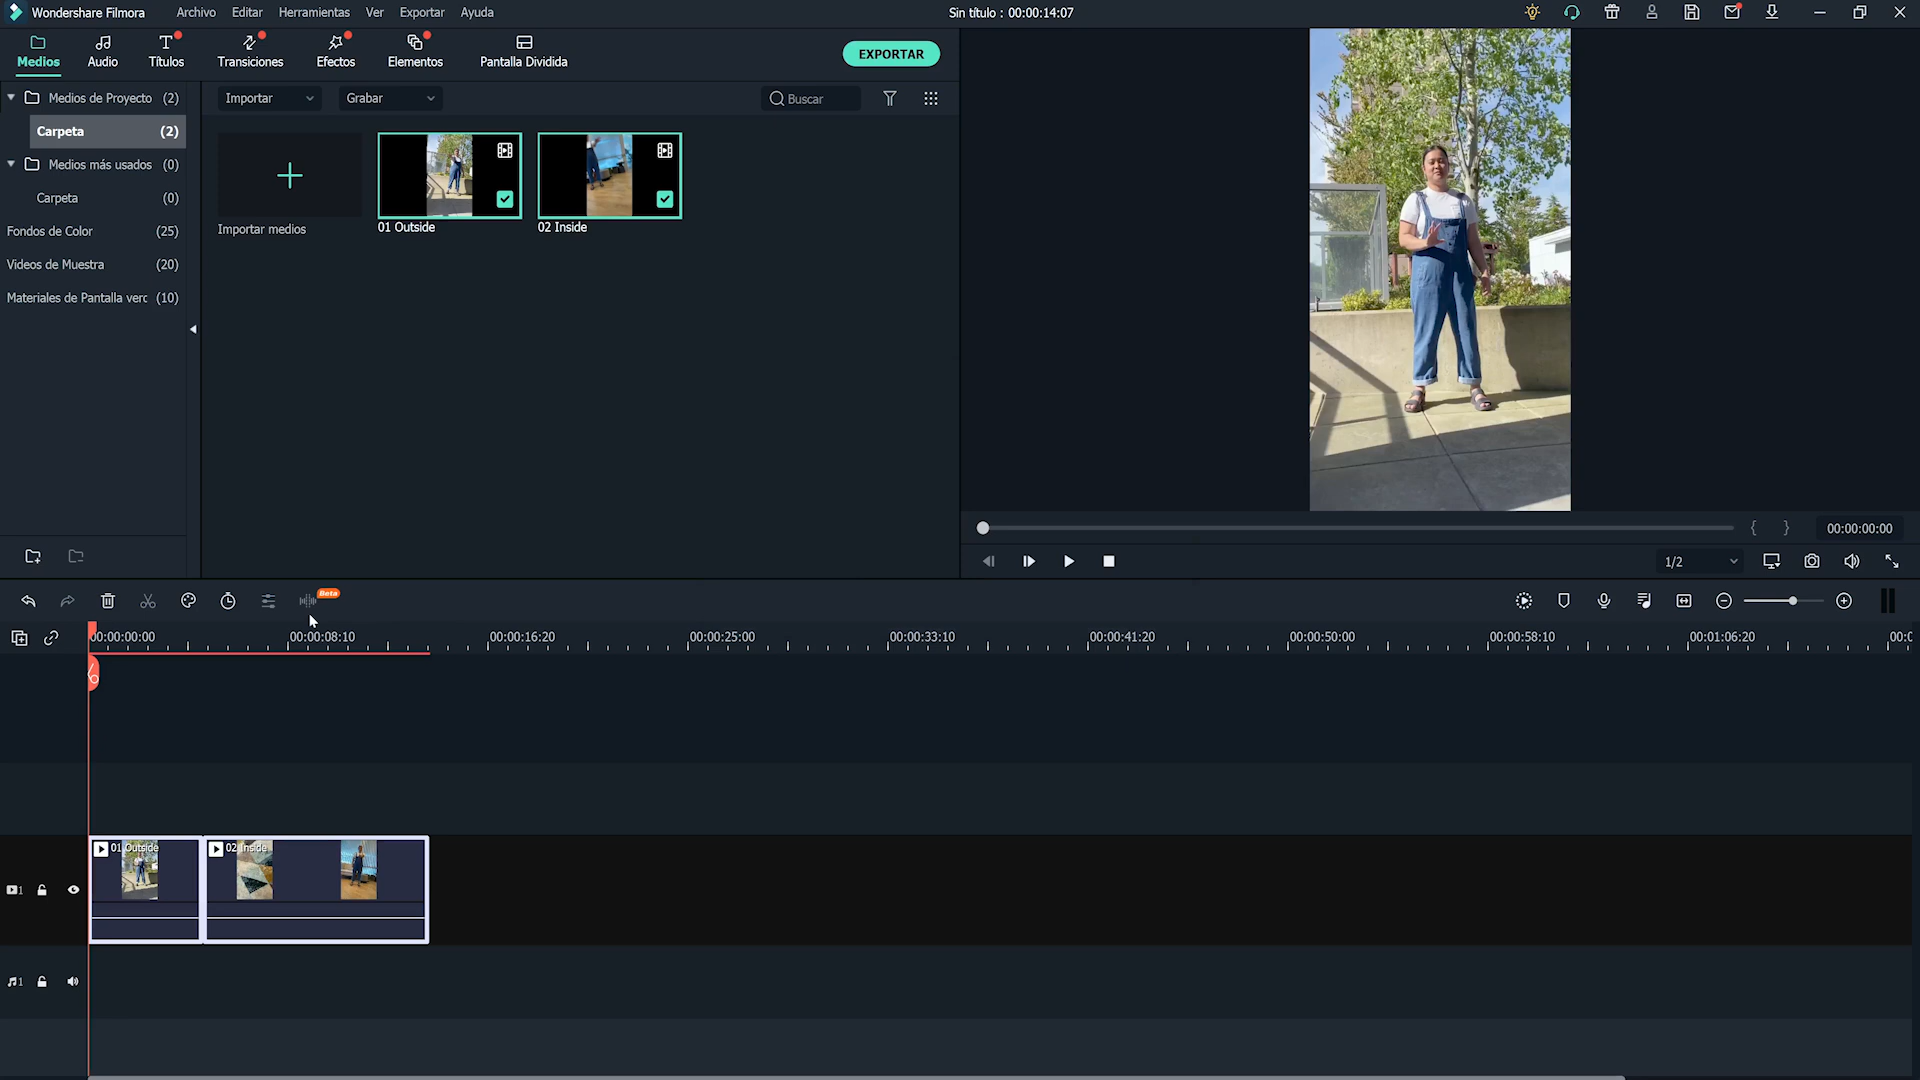 Wondershare Filmora Archivo Editar Herramientas Ver Exportar Ayuda
Sin título : 00:00:14:07
Medios Audio Títulos Transiciones Efectos Elementos Pantalla Dividida
EXPORTAR
Medios de Proyecto (2)
Carpeta (2)
Medios más usados (0)
Carpeta (0)
Fondos de Color (25)
Videos de Muestra (20)
Materiales de Pantalla verc (10)
Importar Grabar Buscar
Importar medios
01 Outside
02 Inside
00:00:00:00
1/2
Beta
00:00:00:00 00:00:08:10 00:00:16:20 00:00:25:00 00:00:33:10 00:00:41:20 00:00:50:00 00:00:58:10 00:01:06:20 00:0
01 Outside 02 Inside
1
1